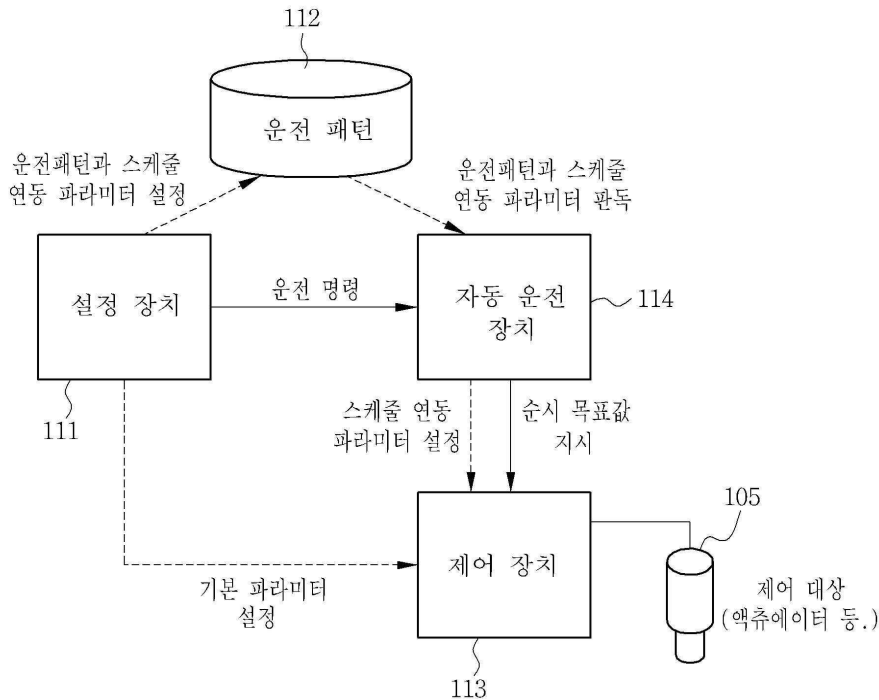 112
운전 패턴
운전패턴과 스케줄
연동 파라미터 설정
운전패턴과 스케줄
연동 파라미터 판독
설정 장치
운전 명령
자동 운전
장치
114
111
스케줄 연동
파라미터 설정
순시 목표값
지시
105
제어 장치
기본 파라미터
설정
제어 대상
(액츄에이터 등.)
113